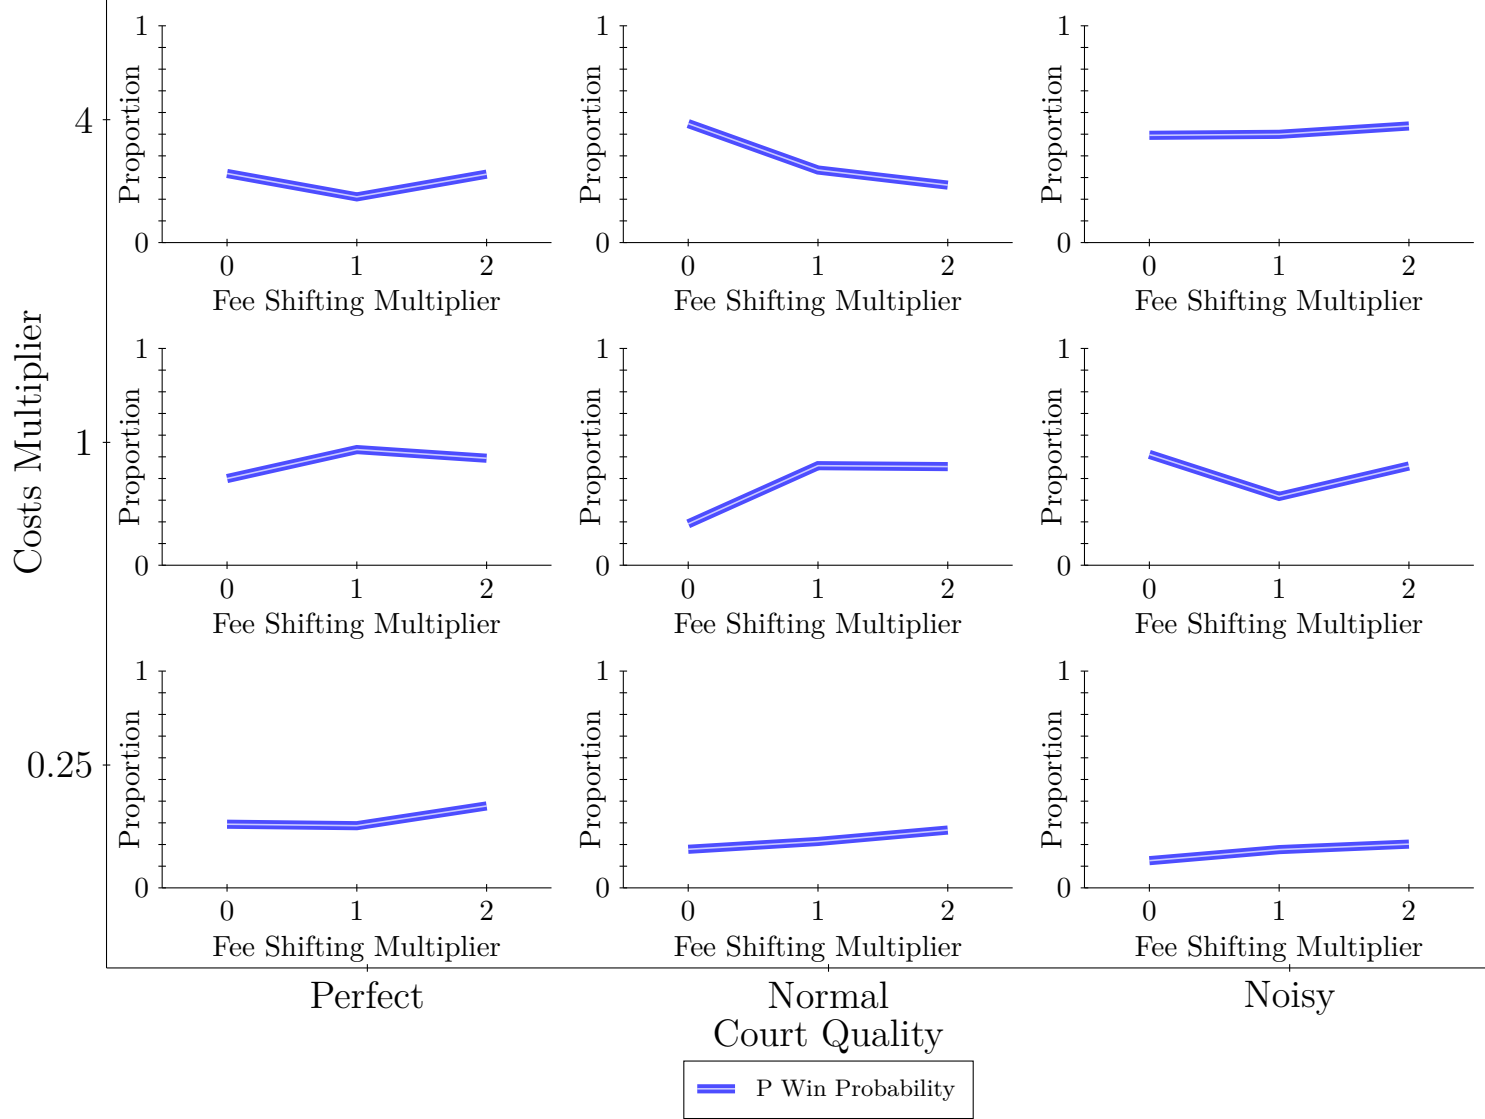 Costs Multiplier
4
1
0.25
1
Proportion
0
0 1 2
Fee Shifting Multiplier
1
Proportion
0
0 1 2
Fee Shifting Multiplier
1
Proportion
0
0 1 2
Fee Shifting Multiplier
1
Proportion
0
0 1 2
Fee Shifting Multiplier
1
Proportion
0
0 1 2
Fee Shifting Multiplier
1
Proportion
0
0 1 2
Fee Shifting Multiplier
1
Proportion
0
0 1 2
Fee Shifting Multiplier
1
Proportion
0
0 1 2
Fee Shifting Multiplier
1
Proportion
0
0 1 2
Fee Shifting Multiplier
Perfect Normal Noisy
Court Quality
P Win Probability